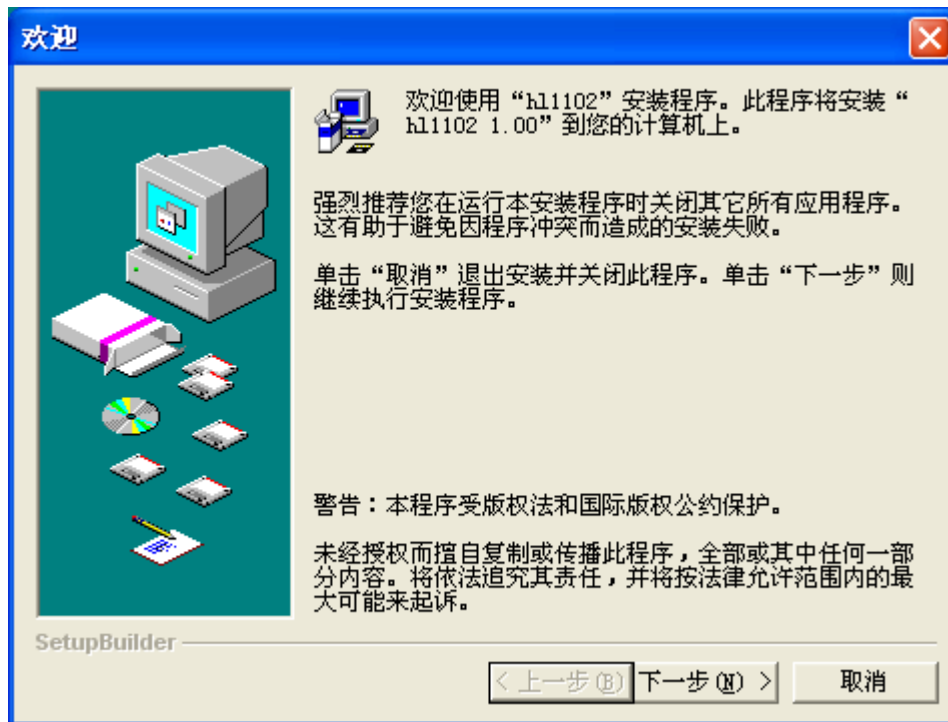 欢迎
欢迎使用“hl1102”安装程序。此程序将安装“
hl1102 1.00”到您的计算机上。
强烈推荐您在运行本安装程序时关闭其它所有应用程序。
这有助于避免因程序冲突而造成的安装失败。
单击“取消”退出安装并关闭此程序。单击“下一步”则
继续执行安装程序。
警告：本程序受版权法和国际版权公约保护。
未经授权而擅自复制或传播此程序，全部或其中任何一部
分内容。将依法追究其责任，并将按法律允许范围内的最
大可能来起诉。
SetupBuilder
< 上一步(B) 下一步(N) > 取消